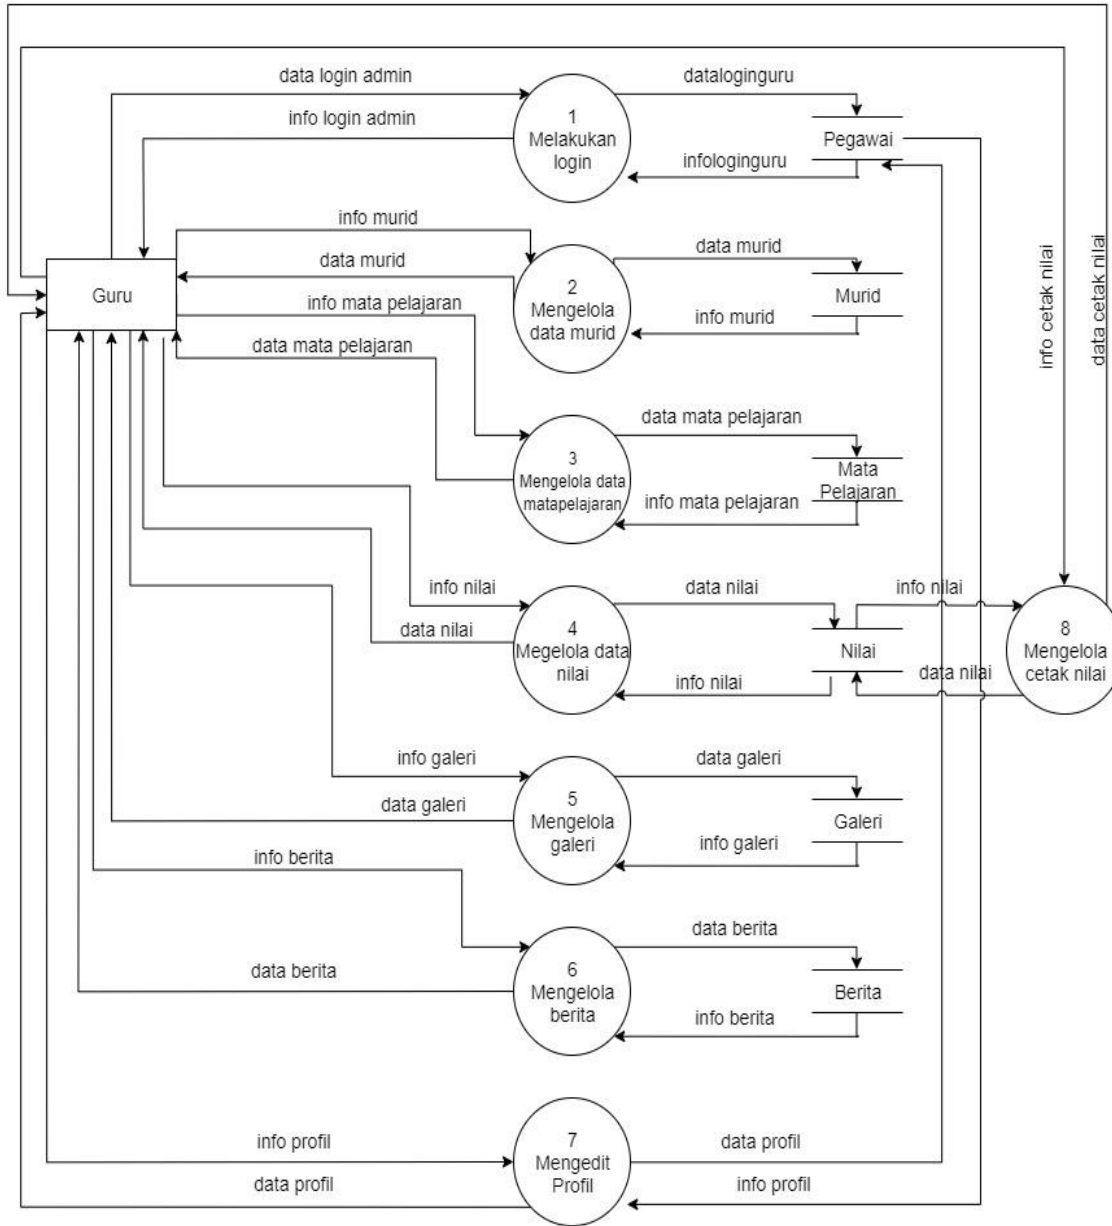 data login admin
dataloginguru
1
Melakukan
login
info login admin
Pegawai
infologinguru
info murid
data murid
data murid
2
Mengelola
data murid
Murid
info murid
Guru
info mata pelajaran
data mata pelajaran
info cetak nilai
data cetak nilai
data mata pelajaran
3
Mengelola data
matapelajaran
Mata
Pelajaran
info mata pelajaran
info nilai
data nilai
data nilai
4
Megelola data
nilai
Nilai
info nilai
info nilai
data nilai
8
Mengelola
cetak nilai
info galeri
data galeri
data galeri
5
Mengelola
galeri
Galeri
info galeri
info berita
data berita
data berita
6
Mengelola
berita
Berita
info berita
info profil
data profil
7
Mengedit
Profil
data profil
info profil